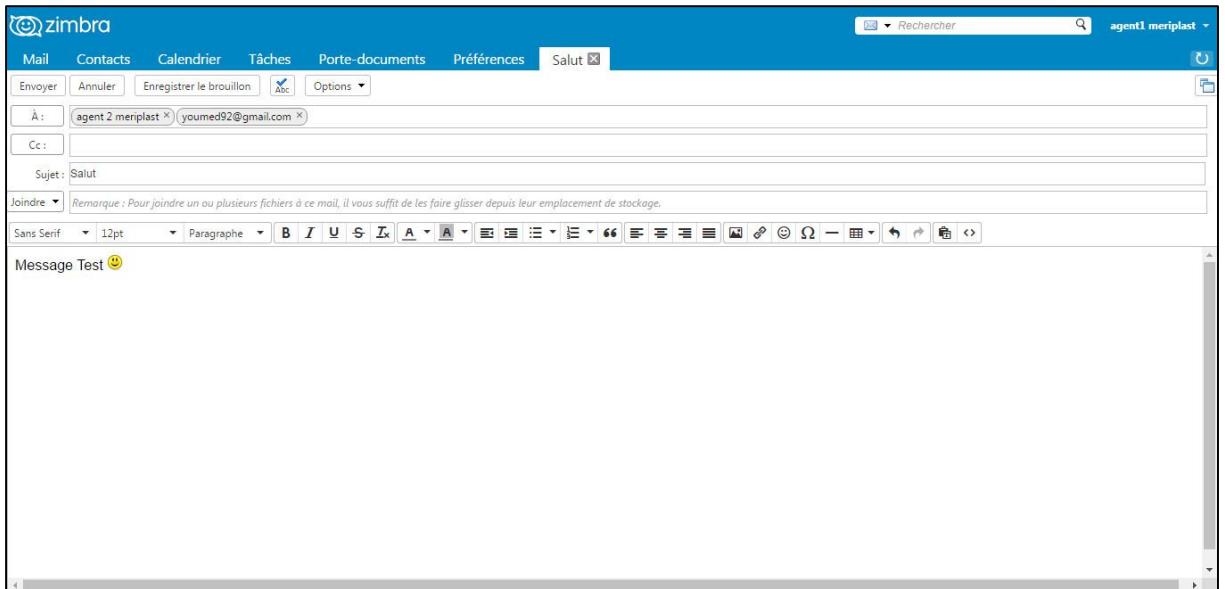 zimbra Rechercher agent1 meriplast
Mail Contacts Calendrier Tâches Porte-documents Préférences Salut
Envoyer Annuler Enregistrer le brouillon Abc Options
À : agent 2 meriplast youmed92@gmail.com
Cc :
Sujet : Salut
Joindre Remarque : Pour joindre un ou plusieurs fichiers à ce mail, il vous suffit de les faire glisser depuis leur emplacement de stockage.
Sans Serif 12pt Paragraphe B I U S Ix A A Ω
Message Test